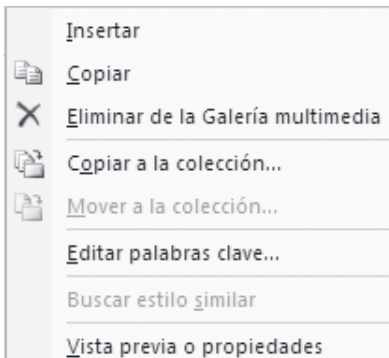 Insertar
Copiar
Eliminar de la Galería multimedia
Copiar a la colección...
Mover a la colección...
Editar palabras clave...
Buscar estilo similar
Vista previa o propiedades